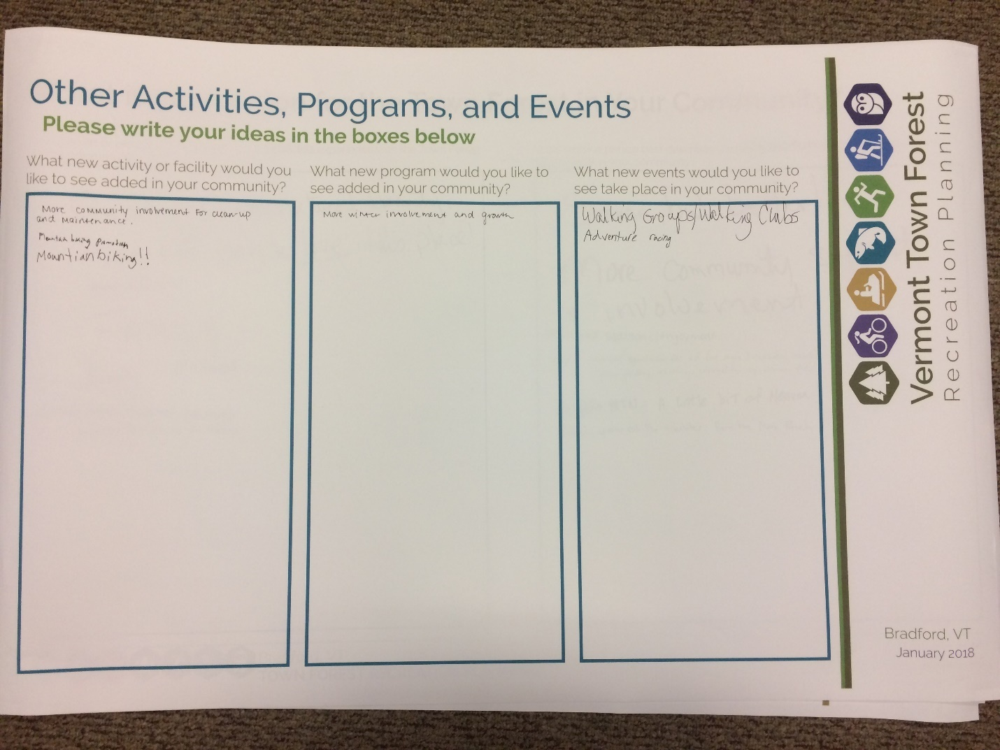 Other Activities, Programs, and Events
Please write your ideas in the boxes below
What new activity or facility would you
like to see added in your community?
More community involvement for clean-up
and maintenance.
Mountain biking promotion
Mountianbiking!!
What new program would you like to
see added in your community?
More winter involvement and growth
What new events would you like to
see take place in your community?
Walking Groups/Walking Clubs
Adventure racing
Vermont Town Forest
Recreation Planning
Bradford, VT
January 2018